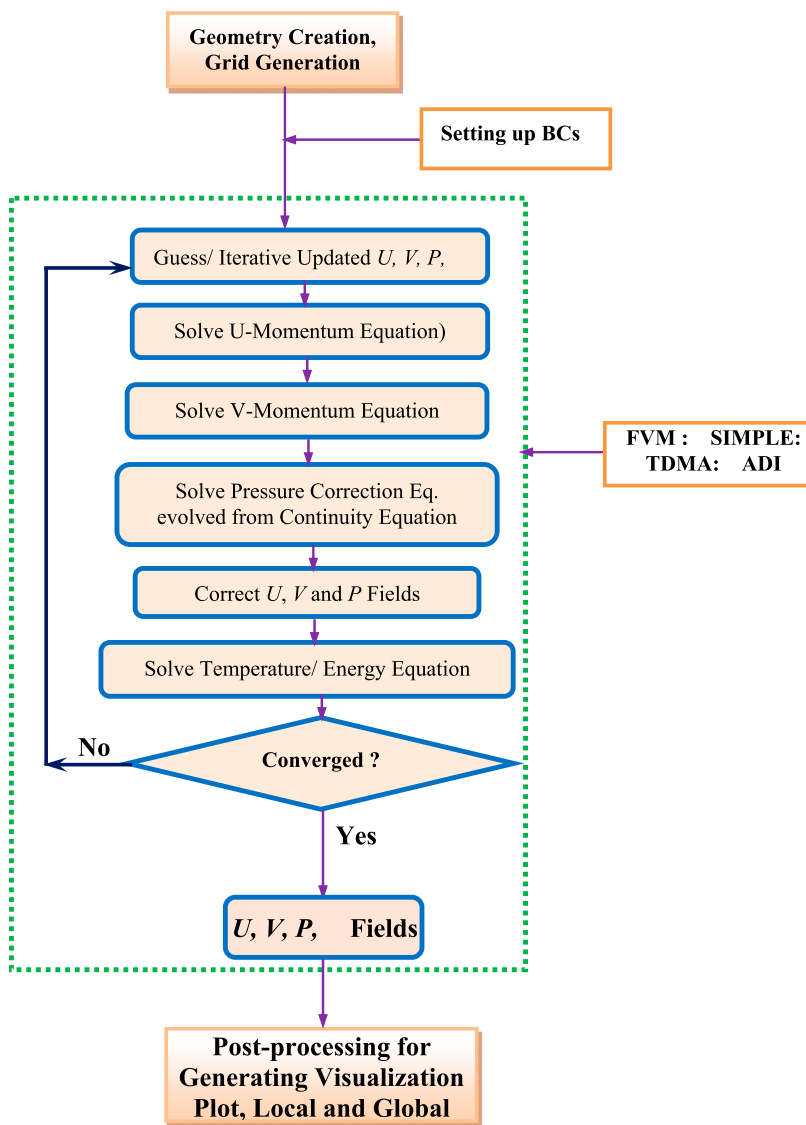 Geometry Creation,
Grid Generation
Setting up BCs
Guess/ Iterative Updated U, V, P,
Solve U-Momentum Equation)
Solve V-Momentum Equation
FVM : SIMPLE:
TDMA: ADI
Solve Pressure Correction Eq.
evolved from Continuity Equation
Correct U, V and P Fields
Solve Temperature/ Energy Equation
Converged ?
No
Yes
U, V, P, Fields
Post-processing for
Generating Visualization
Plot, Local and Global